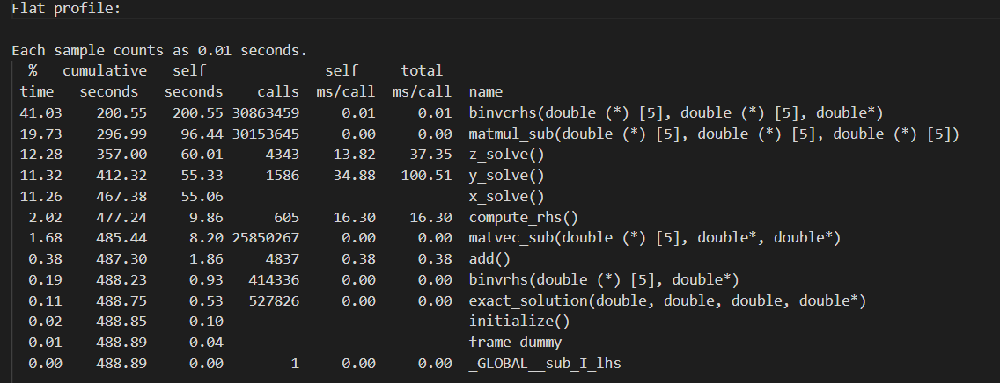 Flat profile:

Each sample counts as 0.01 seconds.
  %   cumulative   self              self     total
 time   seconds   seconds    calls  ms/call  ms/call  name
 41.03    200.55   200.55 30863459     0.01     0.01  binvcrhs(double (*) [5], double (*) [5], double*)
 19.73    296.99    96.44 30153645     0.00     0.00  matmul_sub(double (*) [5], double (*) [5], double (*) [5])
 12.28    357.00    60.01     4343    13.82    37.35  z_solve()
 11.32    412.32    55.33     1586    34.88   100.51  y_solve()
 11.26    467.38    55.06                             x_solve()
  2.02    477.24     9.86      605    16.30    16.30  compute_rhs()
  1.68    485.44     8.20 25850267     0.00     0.00  matvec_sub(double (*) [5], double*, double*)
  0.38    487.30     1.86     4837     0.38     0.38  add()
  0.19    488.23     0.93   414336     0.00     0.00  binvrhs(double (*) [5], double*)
  0.11    488.75     0.53   527826     0.00     0.00  exact_solution(double, double, double, double*)
  0.02    488.85     0.10                             initialize()
  0.01    488.89     0.04                             frame_dummy
  0.00    488.89     0.00        1     0.00     0.00  _GLOBAL__sub_I_lhs